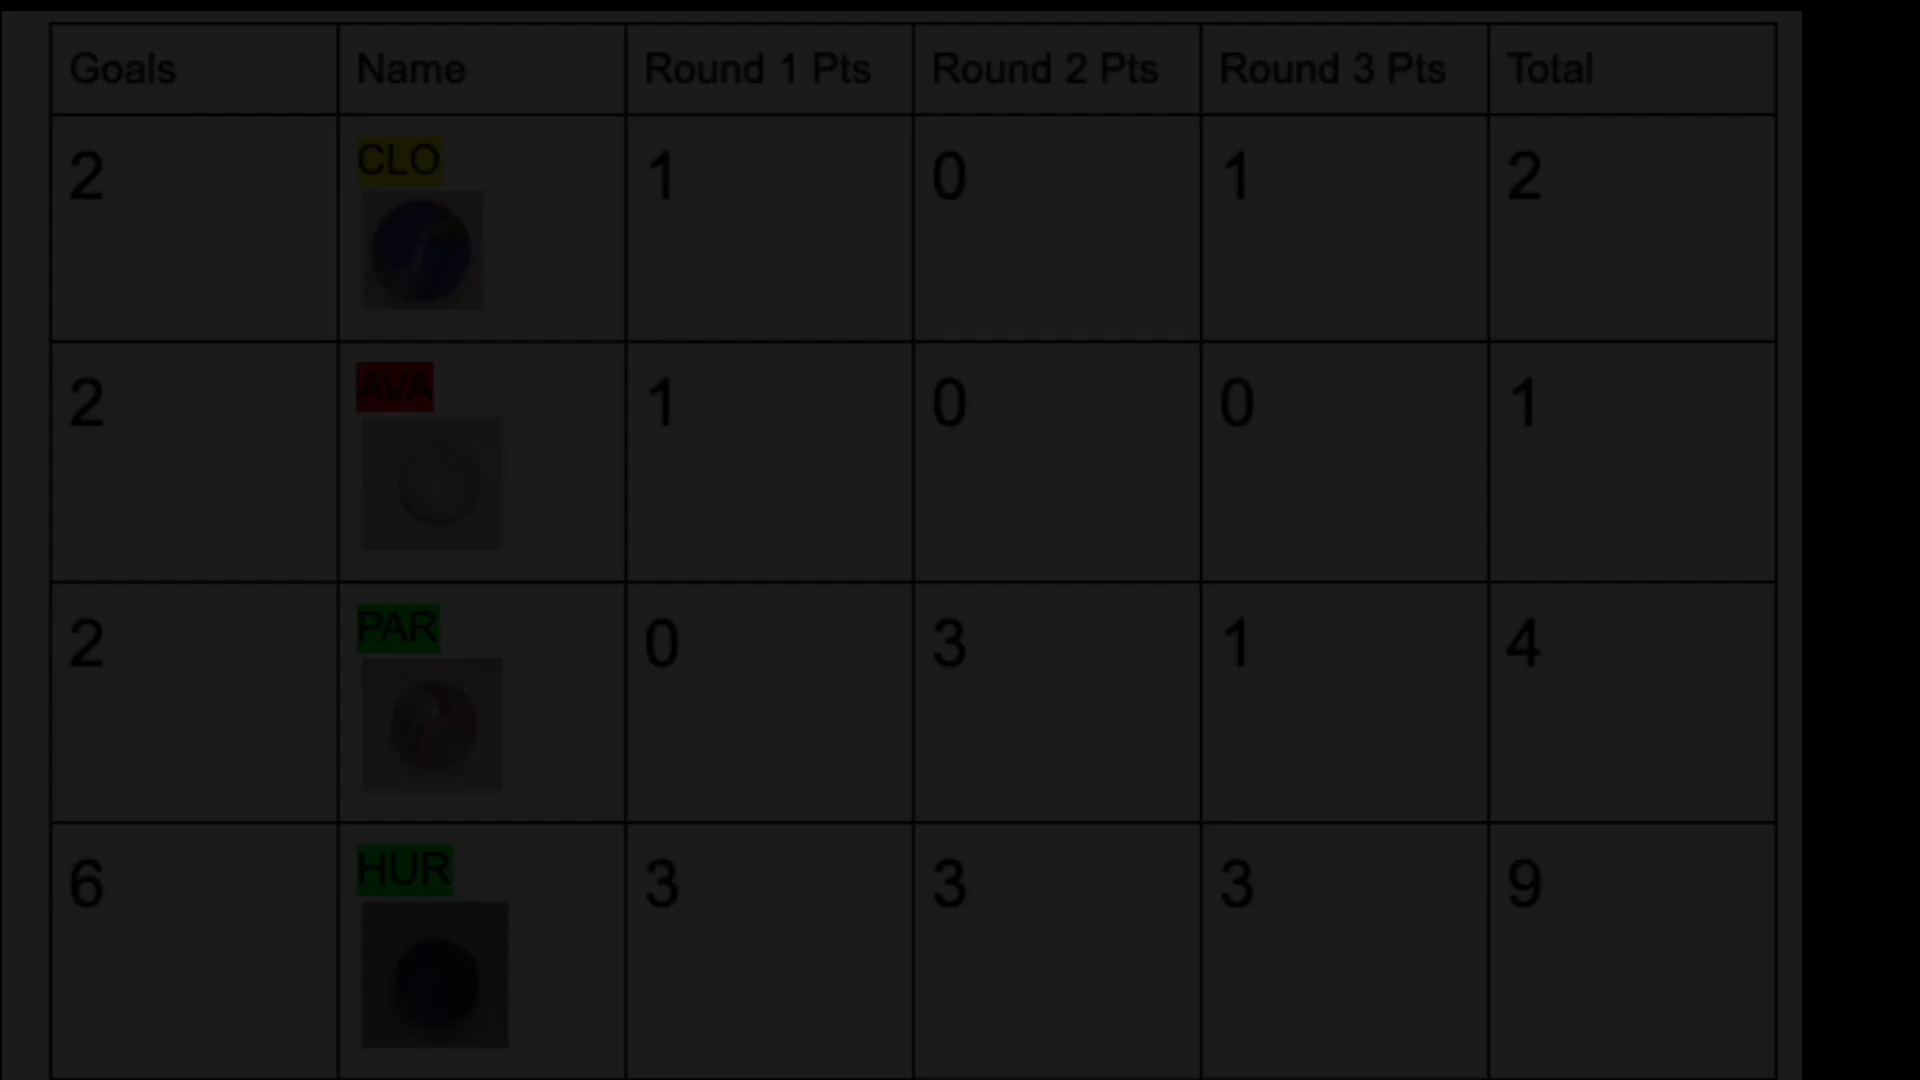 Goals Name Round 1 Pts Round 2 Pts Round 3 Pts Total
2 CLO 1 0 1 2
2 AVA 1 0 0 1
2 PAR 0 3 1 4
6 HUR 3 3 3 9